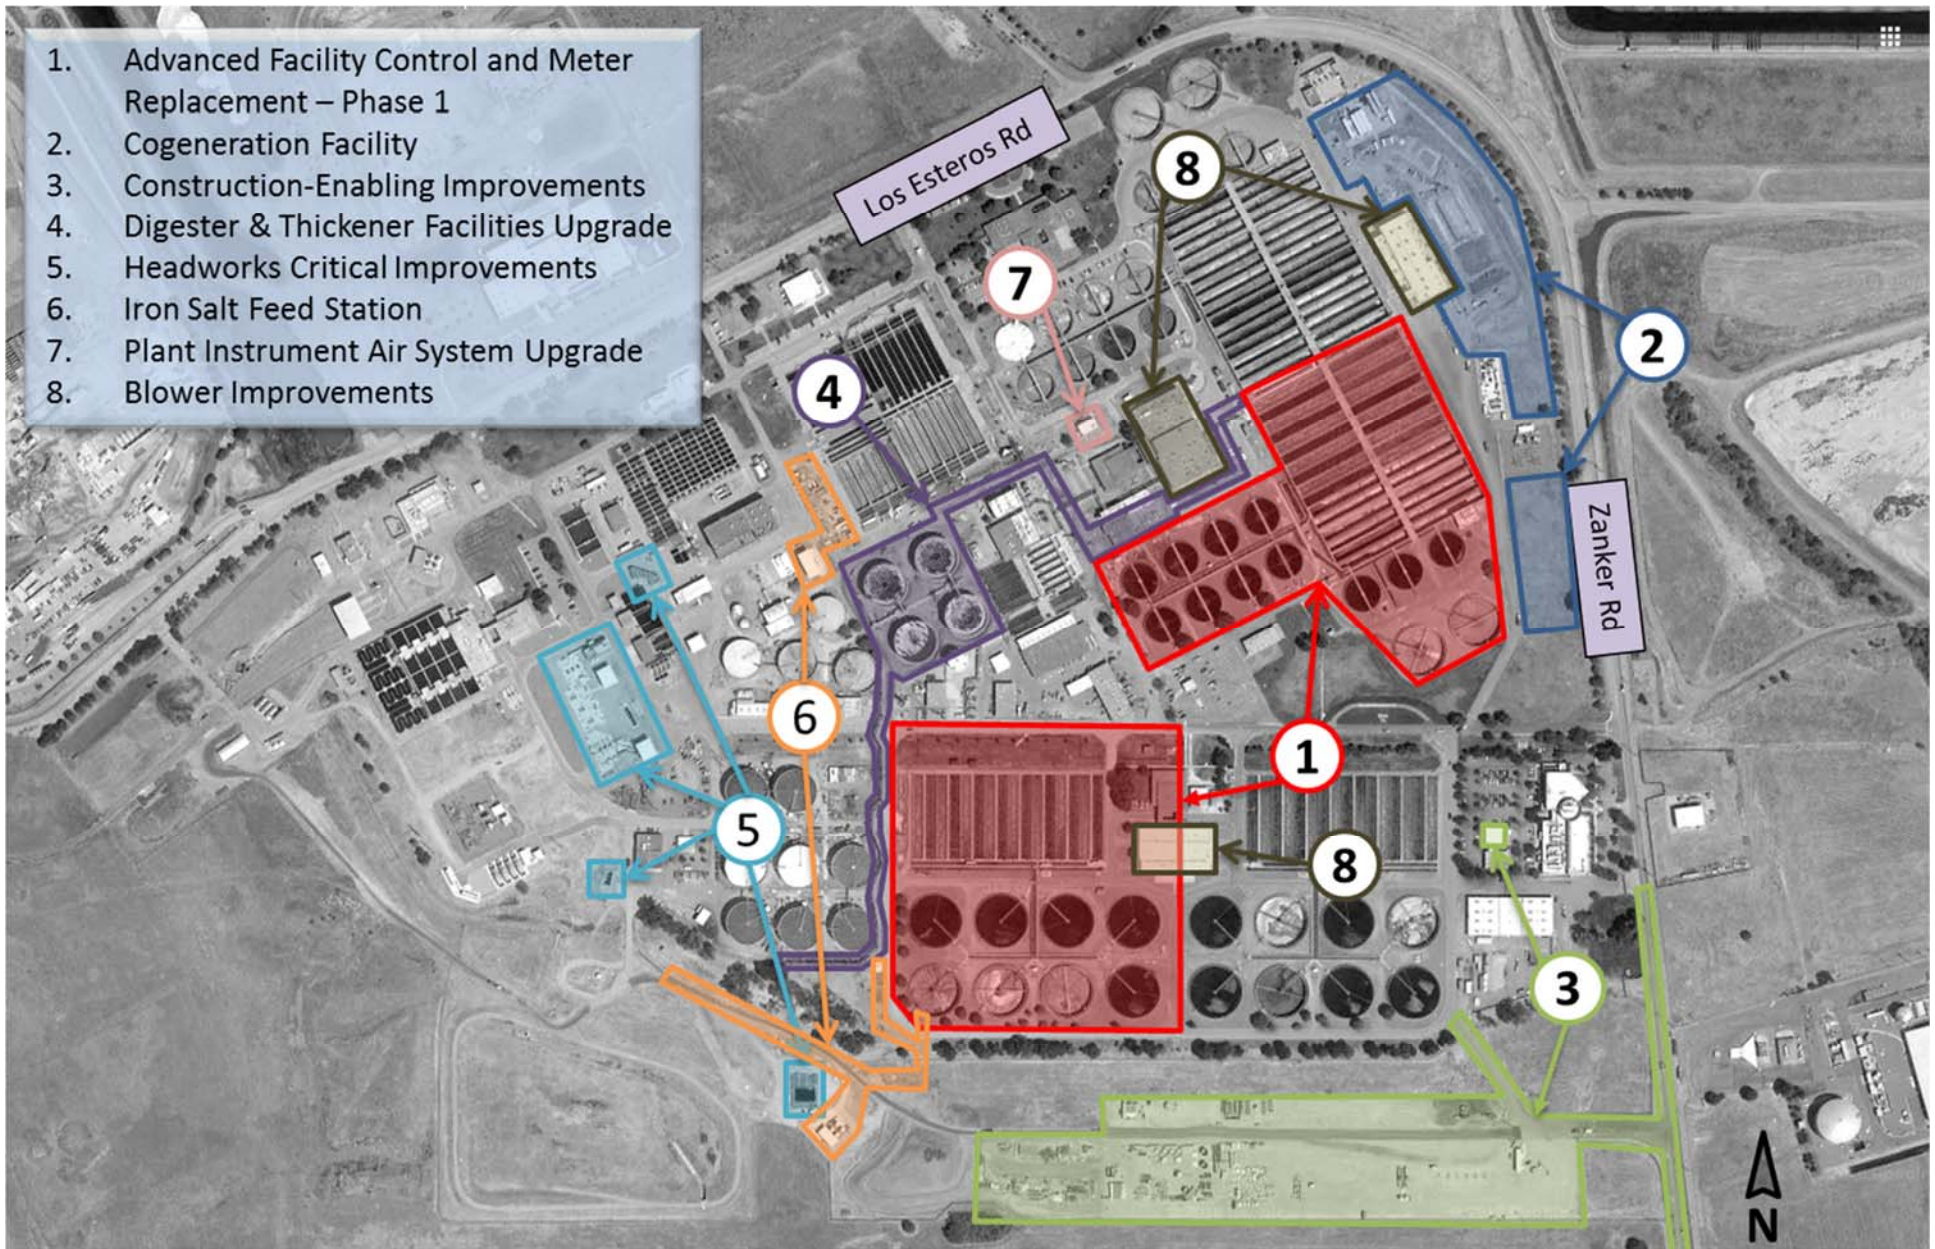 1. Advanced Facility Control and Meter
Replacement – Phase 1
2. Cogeneration Facility
3. Construction-Enabling Improvements
4. Digester & Thickener Facilities Upgrade
5. Headworks Critical Improvements
6. Iron Salt Feed Station
7. Plant Instrument Air System Upgrade
8. Blower Improvements
Los Esteros Rd
8
7
2
4
Zanker Rd
6
1
5
8
3
N